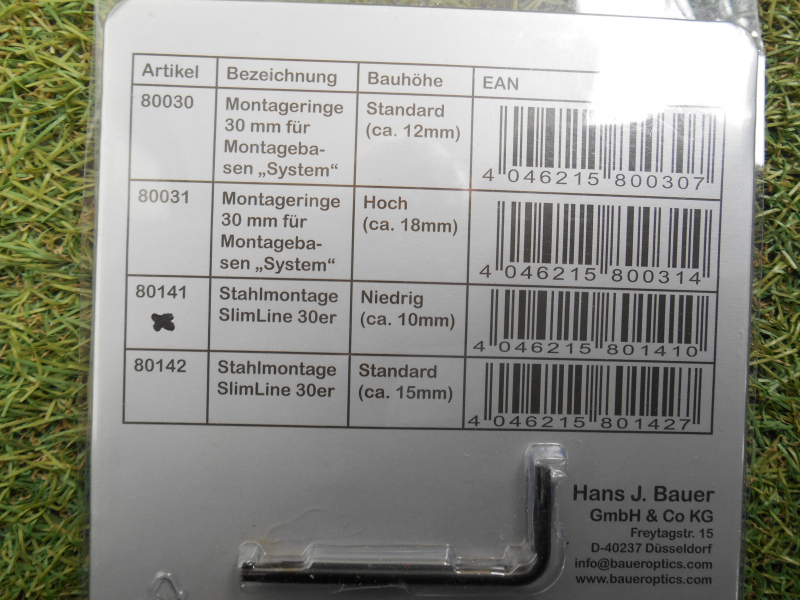 Artikel Bezeichnung Bauhöhe EAN
80030 Montageringe Standard
30 mm für (ca. 12mm)
Montageba-
sen „System“ 4 046215 800307
80031 Montageringe Hoch
30 mm für (ca. 18mm)
Montageba-
sen „System“ 4 046215 800314
80141 Stahlmontage Niedrig
SlimLine 30er (ca. 10mm)
4 046215 801410
80142 Stahlmontage Standard
SlimLine 30er (ca. 15mm)
4 046215 801427
Hans J. Bauer
GmbH & Co KG
Freytagstr. 15
D-40237 Düsseldorf
info@baueroptics.com
www.baueroptics.com